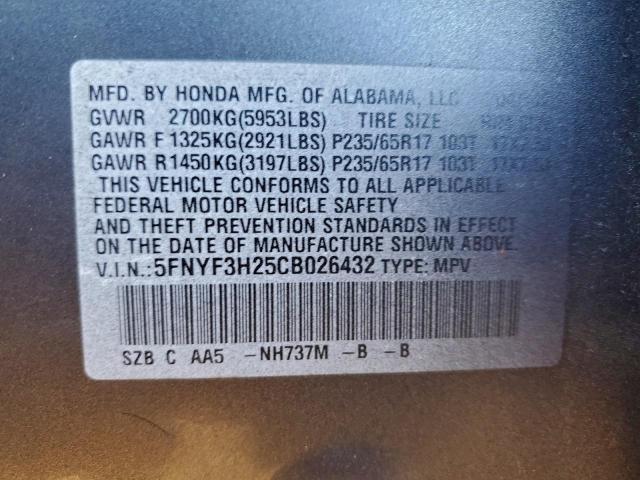 MFD. BY HONDA MFG. OF ALABAMA, LLC
GVWR 2700KG(5953LBS) TIRE SIZE
GAWR F 1325KG(2921LBS) P235/65R17 103T
GAWR R1450KG(3197LBS) P235/65R17 103T
THIS VEHICLE CONFORMS TO ALL APPLICABLE
FEDERAL MOTOR VEHICLE SAFETY
AND THEFT PREVENTION STANDARDS IN EFFECT
ON THE DATE OF MANUFACTURE SHOWN ABOVE.
V.I.N.:5FNYF3H25CB026432 TYPE: MPV
SZB C AA5 -NH737M -B -B